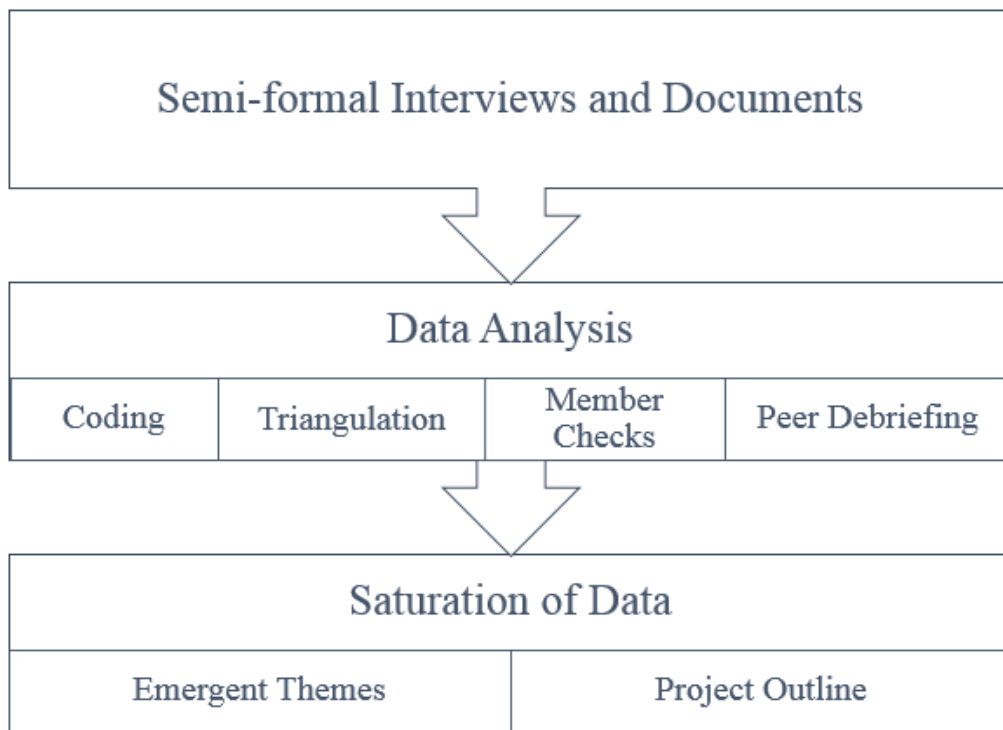 Semi-formal Interviews and Documents
Data Analysis
Coding
Triangulation
Member
Checks
Peer Debriefing
Saturation of Data
Emergent Themes
Project Outline